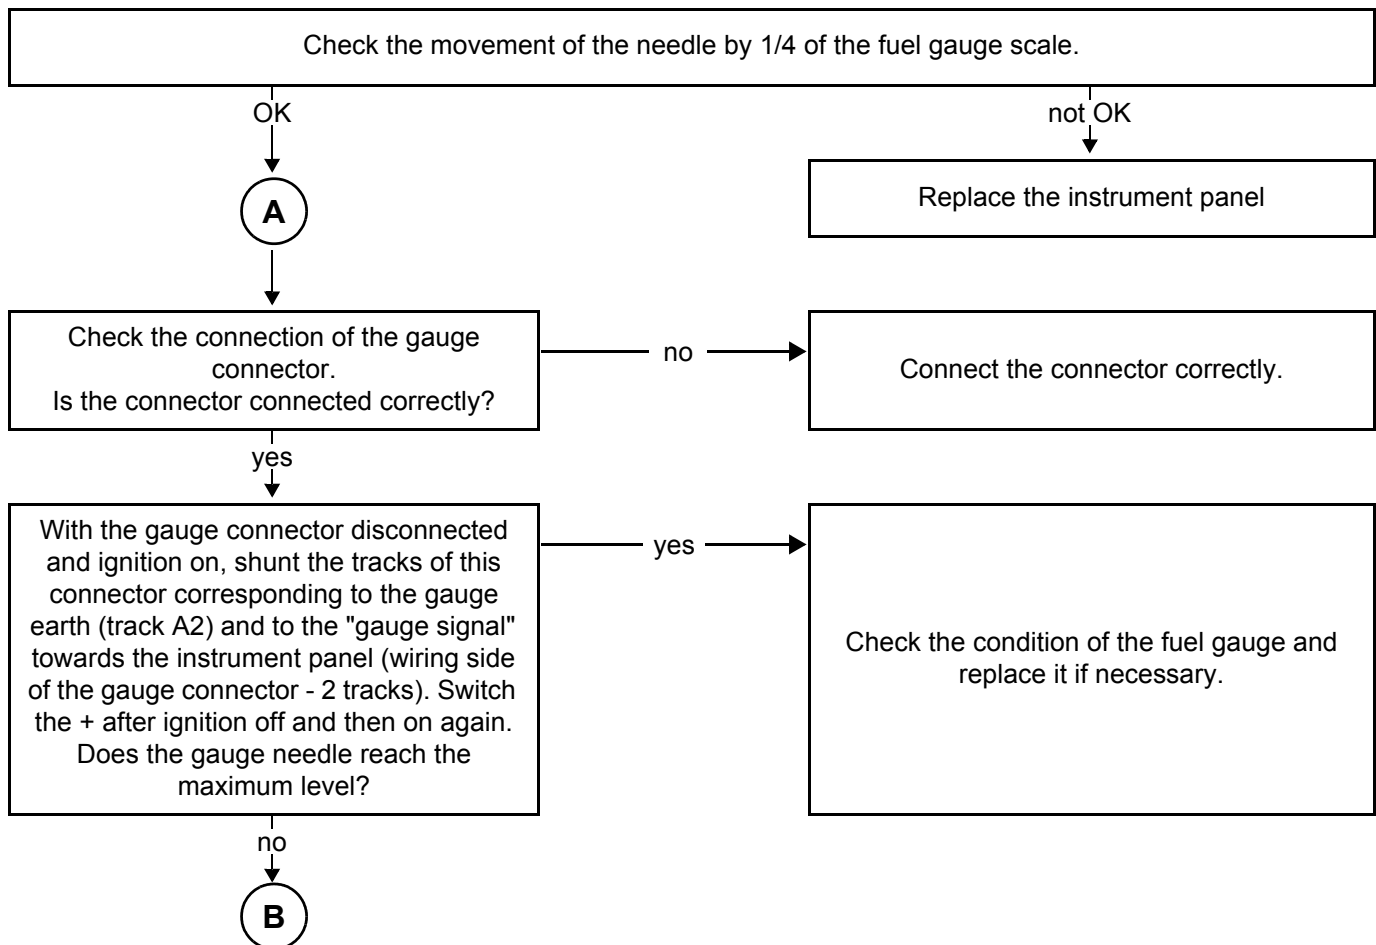 Check the movement of the needle by 1/4 of the fuel gauge scale.
OK
not OK
A
Replace the instrument panel
Check the connection of the gauge
connector.
Is the connector connected correctly?
no
Connect the connector correctly.
yes
With the gauge connector disconnected
and ignition on, shunt the tracks of this
connector corresponding to the gauge
earth (track A2) and to the "gauge signal"
towards the instrument panel (wiring side
of the gauge connector - 2 tracks). Switch
the + after ignition off and then on again.
Does the gauge needle reach the
maximum level?
yes
Check the condition of the fuel gauge and
replace it if necessary.
no
B